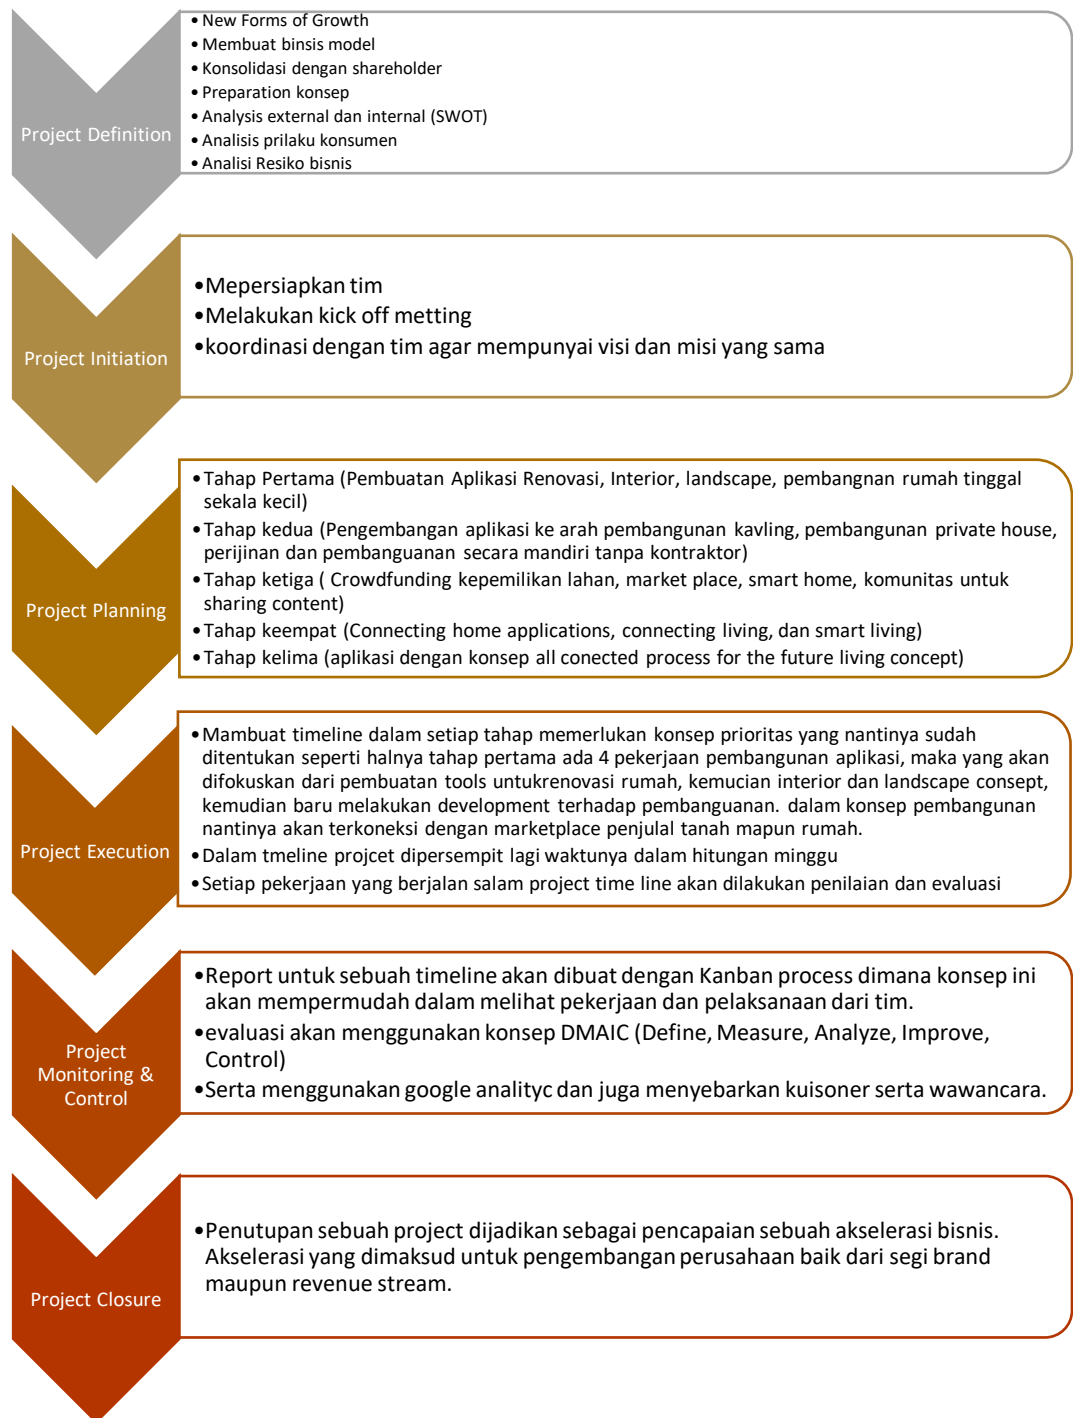 Project Definition
• New Forms of Growth
• Membuat binsis model
• Konsolidasi dengan shareholder
• Preparation konsep
• Analysis external dan internal (SWOT)
• Analisis prilaku konsumen
• Analisi Resiko bisnis
Project Initiation
•Mepersiapkan tim
•Melakukan kick off metting
•koordinasi dengan tim agar mempunyai visi dan misi yang sama
Project Planning
• Tahap Pertama (Pembuatan Aplikasi Renovasi, Interior, landscape, pembangnan rumah tinggal
sekala kecil)
• Tahap kedua (Pengembangan aplikasi ke arah pembangunan kavling, pembangunan private house,
perijinan dan pembanguanan secara mandiri tanpa kontraktor)
• Tahap ketiga ( Crowdfunding kepemilikan lahan, market place, smart home, komunitas untuk
sharing content)
• Tahap keempat (Connecting home applications, connecting living, dan smart living)
• Tahap kelima (aplikasi dengan konsep all conected process for the future living concept)
Project Execution
• Mambuat timeline dalam setiap tahap memerlukan konsep prioritas yang nantinya sudah
ditentukan seperti halnya tahap pertama ada 4 pekerjaan pembangunan aplikasi, maka yang akan
difokuskan dari pembuatan tools untukrenovasi rumah, kemucian interior dan landscape consept,
kemudian baru melakukan development terhadap pembanguanan. dalam konsep pembangunan
nantinya akan terkoneksi dengan marketplace penjulal tanah mapun rumah.
• Dalam tmeline projcet dipersempit lagi waktunya dalam hitungan minggu
• Setiap pekerjaan yang berjalan salam project time line akan dilakukan penilaian dan evaluasi
Project
Monitoring &
Control
•Report untuk sebuah timeline akan dibuat dengan Kanban process dimana konsep ini
akan mempermudah dalam melihat pekerjaan dan pelaksanaan dari tim.
•evaluasi akan menggunakan konsep DMAIC (Define, Measure, Analyze, Improve,
Control)
•Serta menggunakan google analityc dan juga menyebarkan kuisoner serta wawancara.
Project Closure
•Penutupan sebuah project dijadikan sebagai pencapaian sebuah akselerasi bisnis.
Akselerasi yang dimaksud untuk pengembangan perusahaan baik dari segi brand
maupun revenue stream.